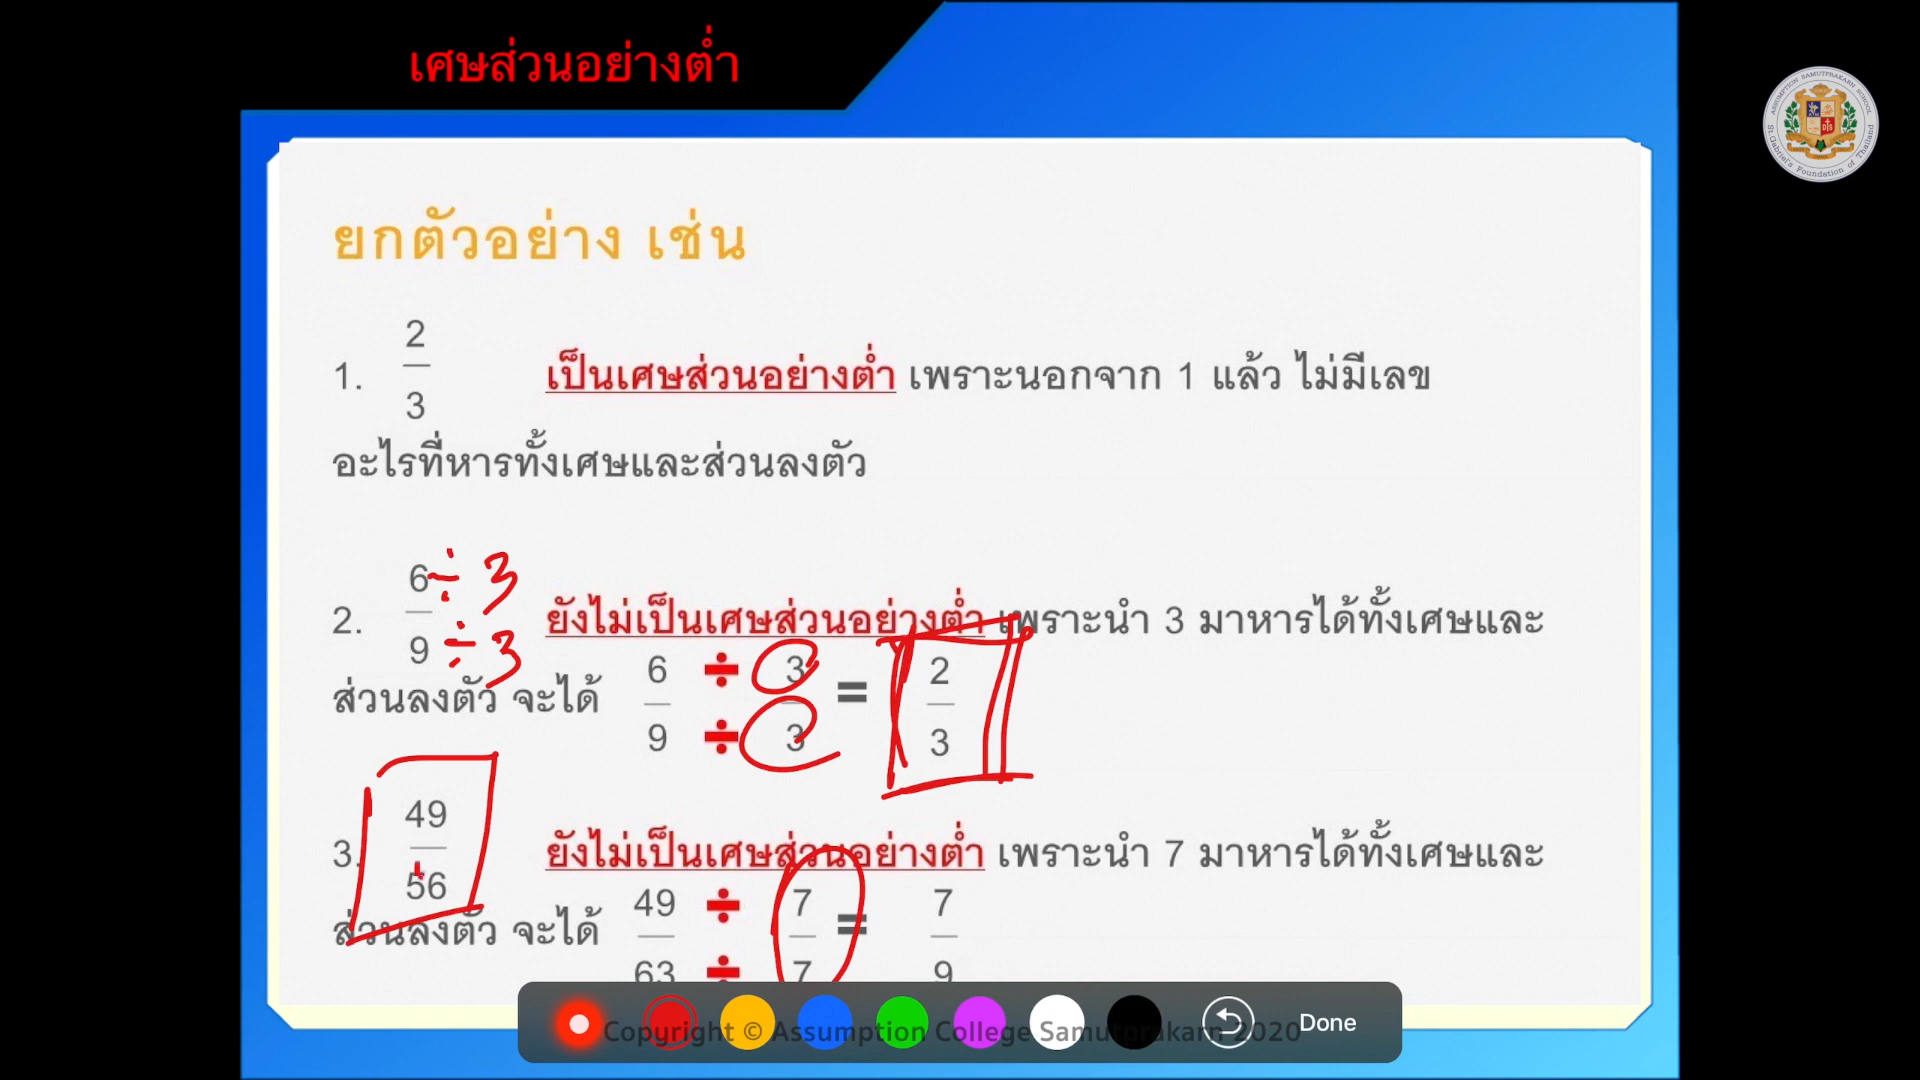 เศษส่วนอย่างต่ำ
ASSUMPTION SAMUTPRAKARN SCHOOL
St. Gabriel's Foundation of Thailand
ยกตัวอย่าง เช่น
2
1. เป็นเศษส่วนอย่างต่ำ เพราะนอกจาก 1 แล้ว ไม่มีเลข
3
อะไรที่หารทั้งเศษและส่วนลงตัว
6 ÷ 3
2. ยังไม่เป็นเศษส่วนอย่างต่ำ เพราะนำ 3 มาหารได้ทั้งเศษและ
9 ÷ 3
6 ÷ 3 2
ส่วนลงตัว จะได้ =
9 ÷ 3 3
49
3. ยังไม่เป็นเศษส่วนอย่างต่ำ เพราะนำ 7 มาหารได้ทั้งเศษและ
56
49 ÷ 7 7
ส่วนลงตัว จะได้ =
63 ÷ 7 9
Copyright © Assumption College Samutprakarn 2020
Done